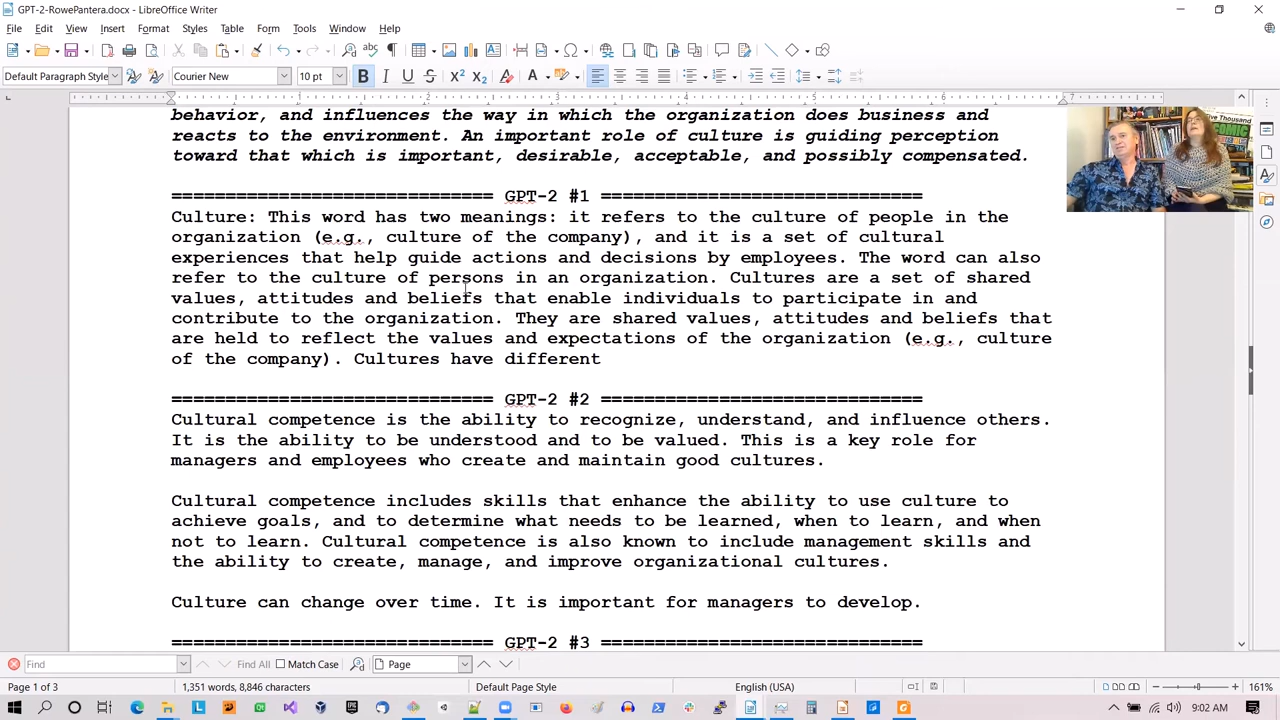 GPT-2-RowePantera.docx - LibreOffice Writer
File Edit View Insert Format Styles Table Form Tools Window Help
Default Paragraph Style Courier New 10 pt
behavior, and influences the way in which the organization does business and
reacts to the environment. An important role of culture is guiding perception
toward that which is important, desirable, acceptable, and possibly compensated.
============================== GPT-2 #1 ==============================
Culture: This word has two meanings: it refers to the culture of people in the
organization (e.g., culture of the company), and it is a set of cultural
experiences that help guide actions and decisions by employees. The word can also
refer to the culture of persons in an organization. Cultures are a set of shared
values, attitudes and beliefs that enable individuals to participate in and
contribute to the organization. They are shared values, attitudes and beliefs that
are held to reflect the values and expectations of the organization (e.g., culture
of the company). Cultures have different
============================== GPT-2 #2 ==============================
Cultural competence is the ability to recognize, understand, and influence others.
It is the ability to be understood and to be valued. This is a key role for
managers and employees who create and maintain good cultures.
Cultural competence includes skills that enhance the ability to use culture to
achieve goals, and to determine what needs to be learned, when to learn, and when
not to learn. Cultural competence is also known to include management skills and
the ability to create, manage, and improve organizational cultures.
Culture can change over time. It is important for managers to develop.
============================== GPT-2 #3 ==============================
Find Find All Match Case Page
Page 1 of 3 1,351 words, 8,846 characters Default Page Style English (USA) 161%
9:02 AM